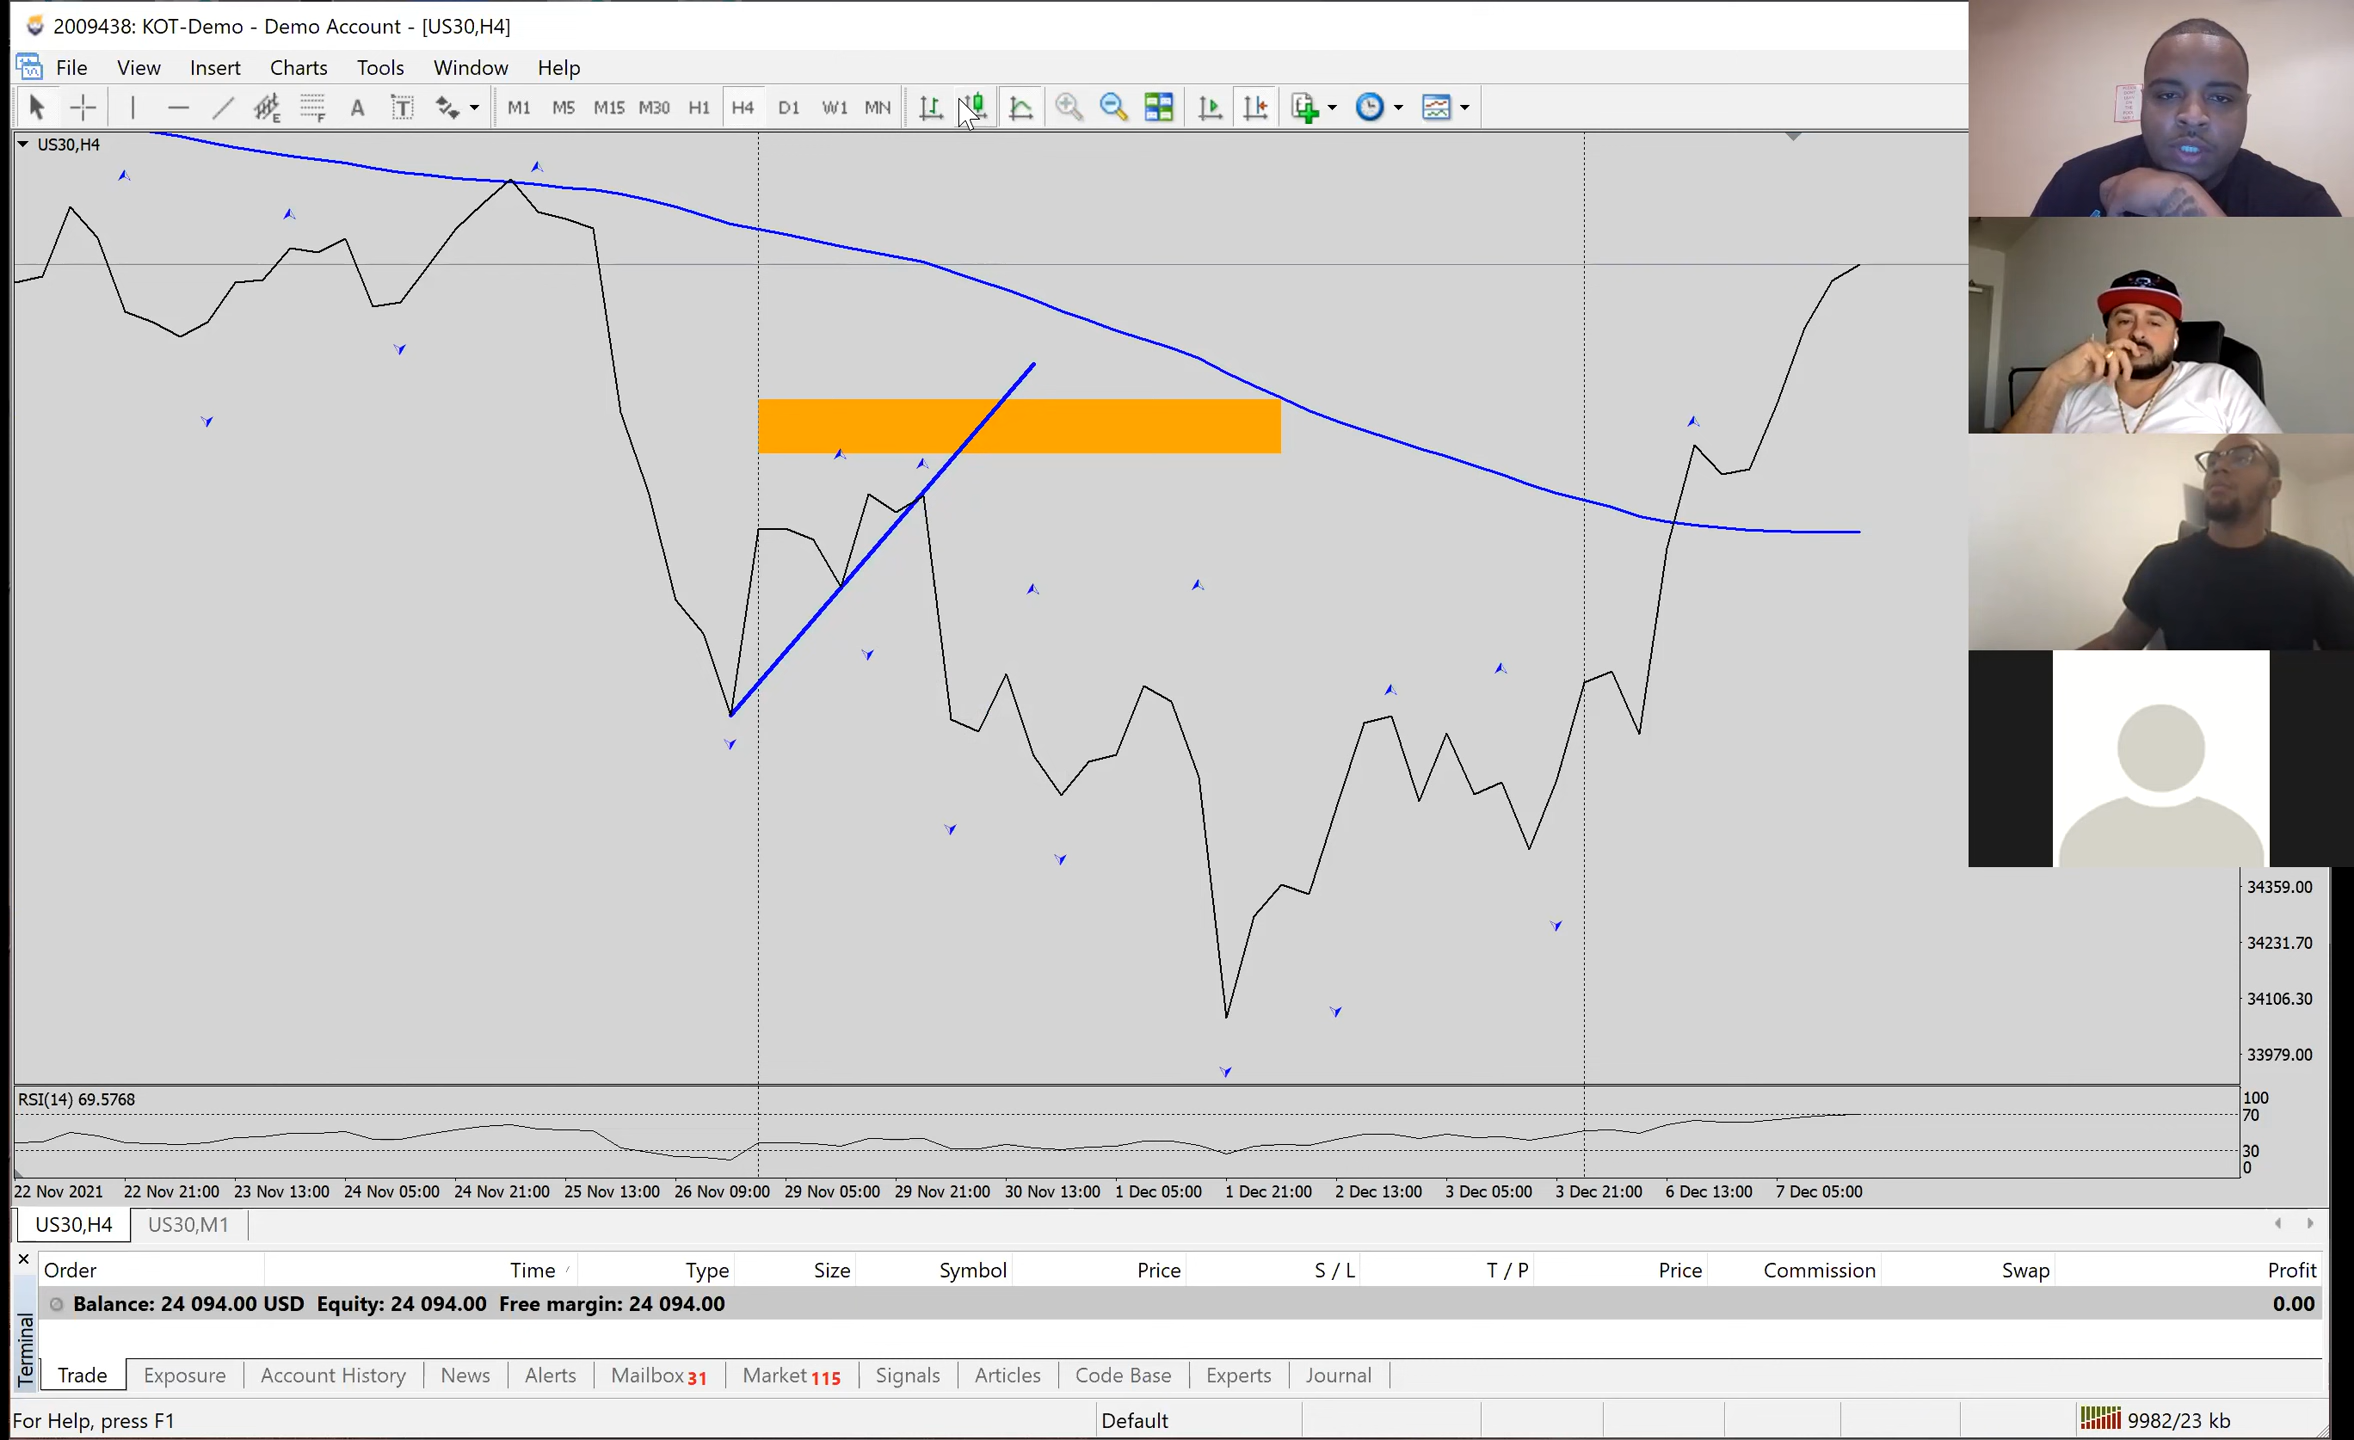 2009438: KOT-Demo - Demo Account - [US30,H4]
File View Insert Charts Tools Window Help
A T M1 M5 M15 M30 H1 H4 D1 W1 MN
US30,H4
34359.00
34231.70
34106.30
33979.00
RSI(14) 69.5768
100
70
30
0
22 Nov 2021 22 Nov 21:00 23 Nov 13:00 24 Nov 05:00 24 Nov 21:00 25 Nov 13:00 26 Nov 09:00 29 Nov 05:00 29 Nov 21:00 30 Nov 13:00 1 Dec 05:00 1 Dec 21:00 2 Dec 13:00 3 Dec 05:00 3 Dec 21:00 6 Dec 13:00 7 Dec 05:00
US30,H4 US30,M1
Order Time Type Size Symbol Price S / L T / P Price Commission Swap Profit
Balance: 24 094.00 USD Equity: 24 094.00 Free margin: 24 094.00 0.00
Terminal
Trade Exposure Account History News Alerts Mailbox 31 Market 115 Signals Articles Code Base Experts Journal
For Help, press F1 Default 9982/23 kb